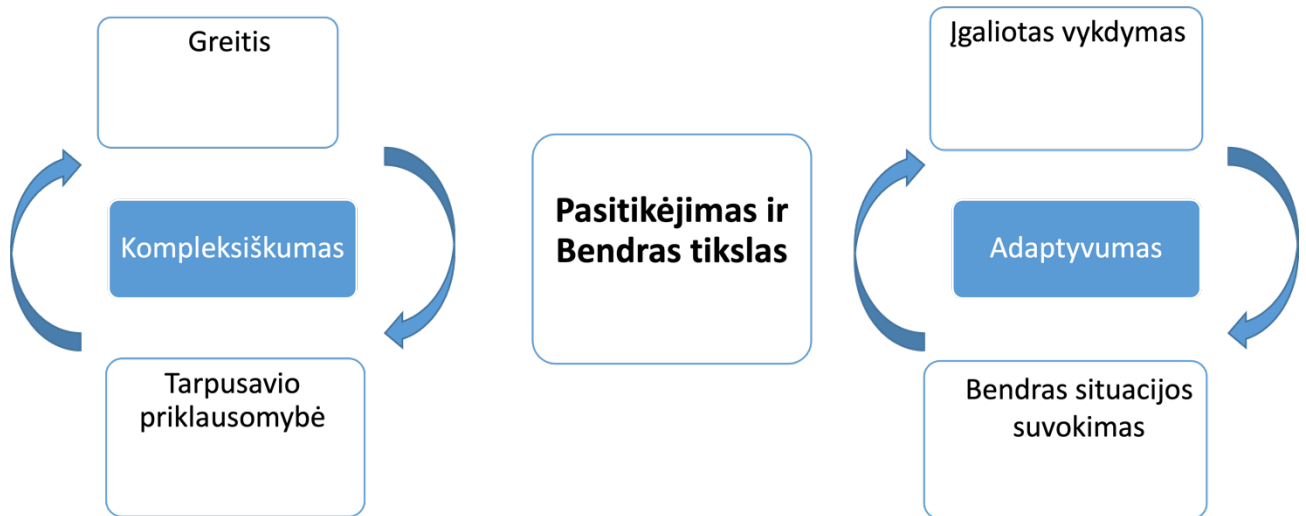 Greitis
Kompleksiškumas
Tarpusavio
priklausomybė
Pasitikėjimas ir
Bendras tikslas
Įgaliotas vykdymas
Adaptyvumas
Bendras situacijos
suvokimas